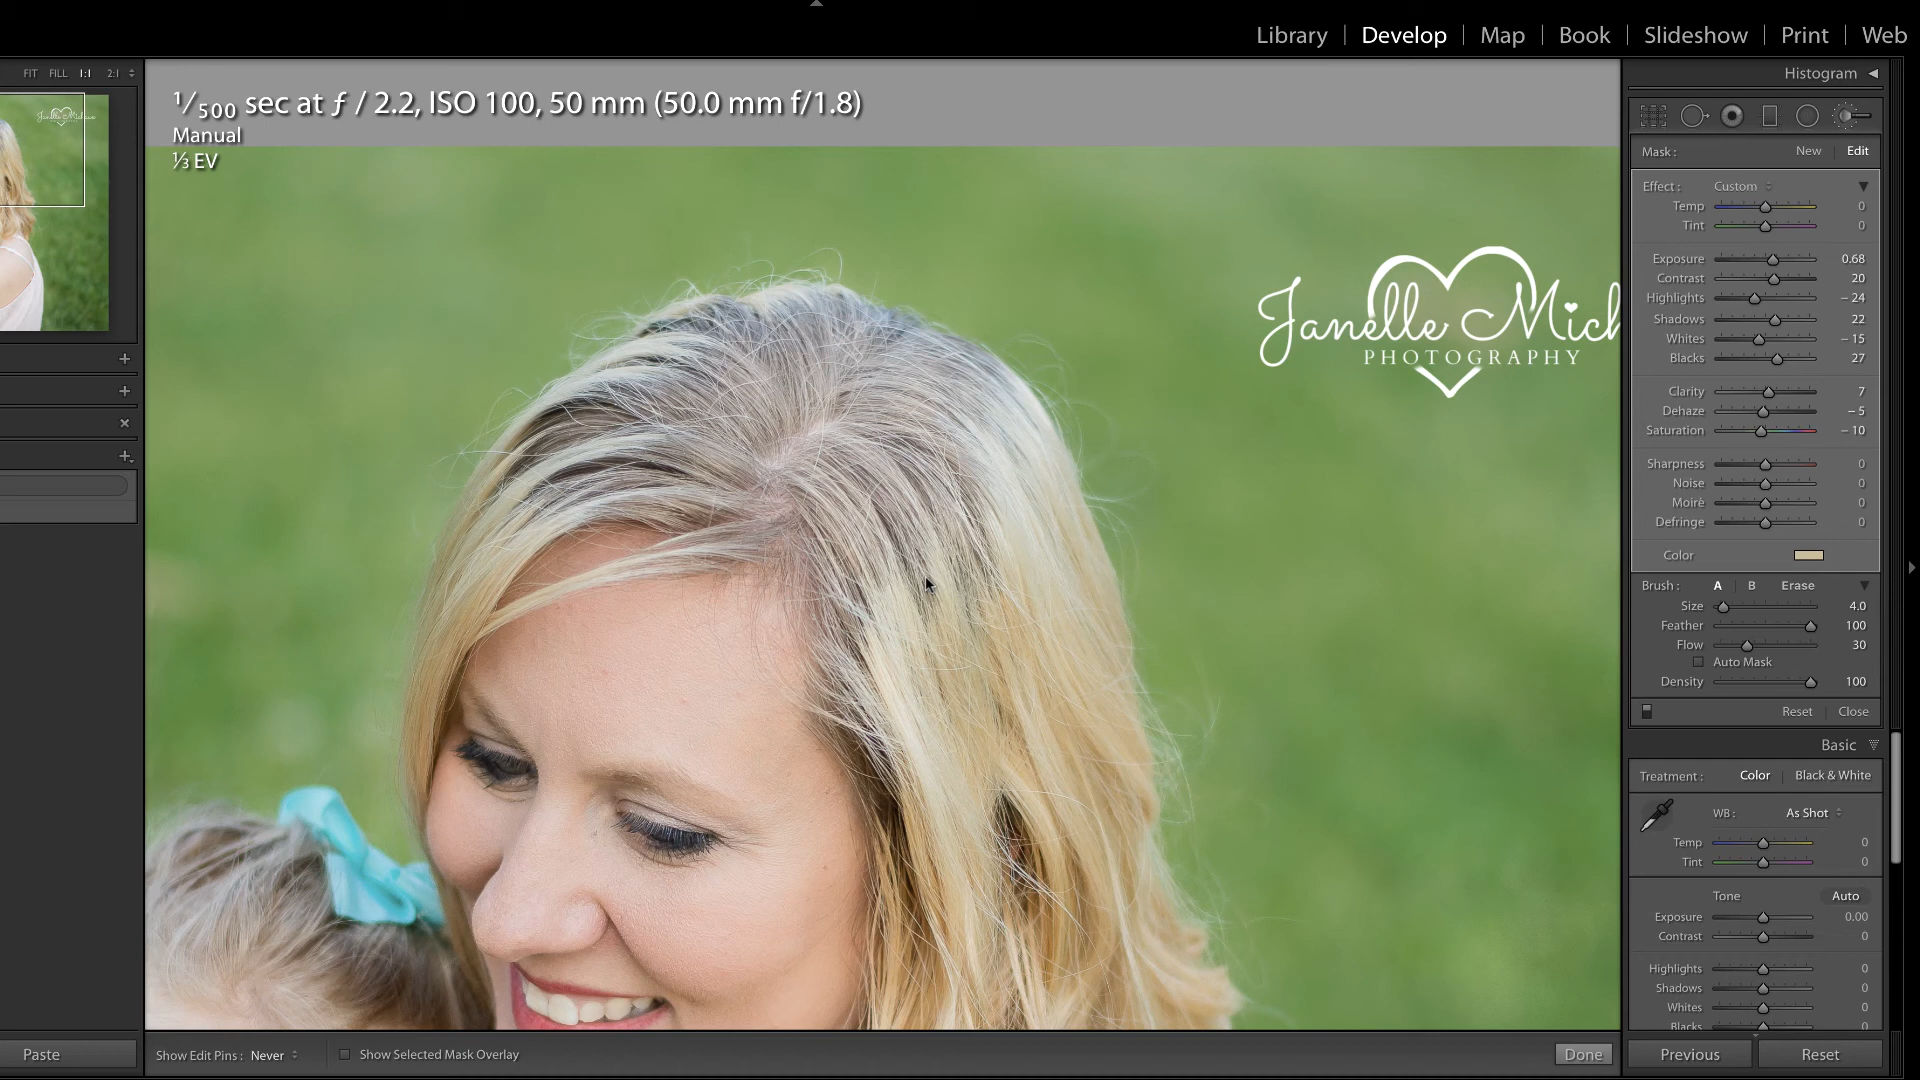 Library | Develop | Map | Book | Slideshow | Print | Web
FIT FILL 1:1 2:1
Histogram
1/500 sec at ƒ / 2.2, ISO 100, 50 mm (50.0 mm f/1.8)
Manual
⅓ EV
Janelle Mich
PHOTOGRAPHY
Mask : New | Edit
Effect : Custom
Temp 0
Tint 0
Exposure 0.68
Contrast 20
Highlights – 24
Shadows 22
Whites – 15
Blacks 27
Clarity 7
Dehaze – 5
Saturation – 10
Sharpness 0
Noise 0
Moiré 0
Defringe 0
Color
Brush : A | B Erase
Size 4.0
Feather 100
Flow 30
Auto Mask
Density 100
Reset | Close
Basic
Treatment : Color | Black & White
WB : As Shot
Temp 0
Tint 0
Tone Auto
Exposure 0.00
Contrast 0
Highlights 0
Shadows 0
Whites 0
Blacks 0
Paste
Show Edit Pins : Never
Show Selected Mask Overlay
Done
Previous
Reset